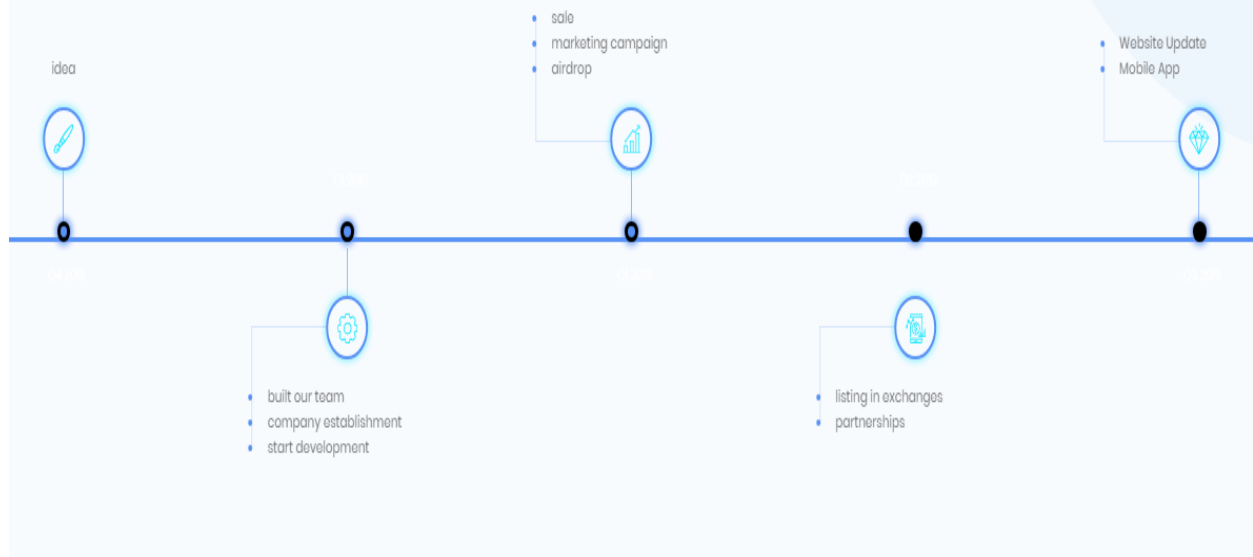 idea
built our team
company establishment
start development
sale
marketing campaign
airdrop
listing in exchanges
partnerships
Website Update
Mobile App